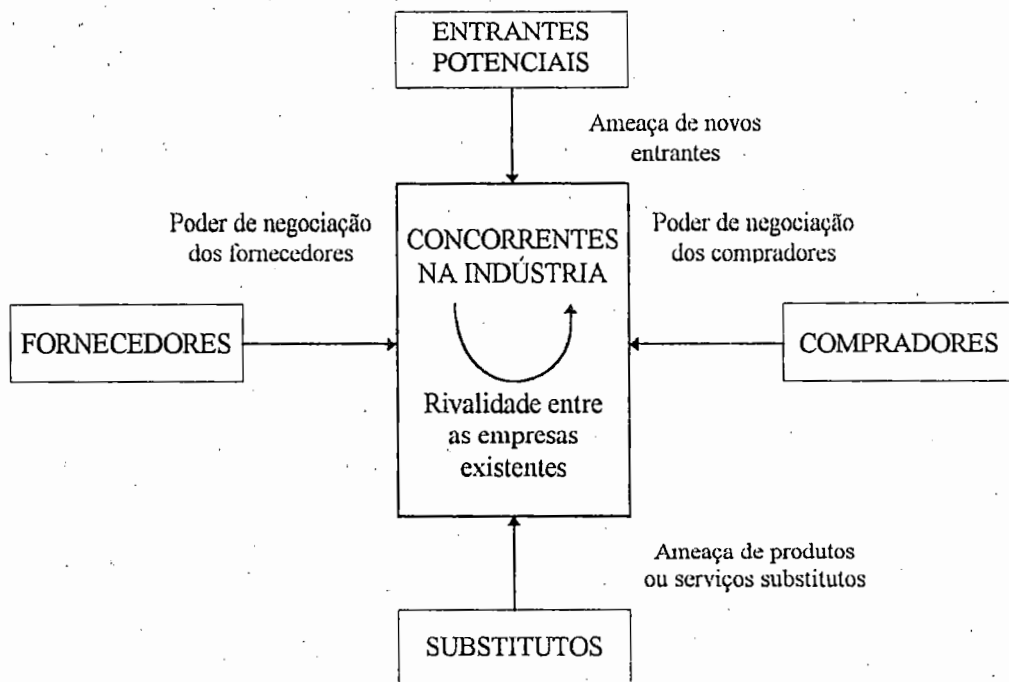 ENTRANTES
POTENCIAIS
Ameaça de novos
entrantes
Poder de negociação
dos fornecedores
CONCORRENTES
NA INDÚSTRIA
Poder de negociação
dos compradores
FORNECEDORES
COMPRADORES
Rivalidade entre
as empresas
existentes
Ameaça de produtos
ou serviços substitutos
SUBSTITUTOS